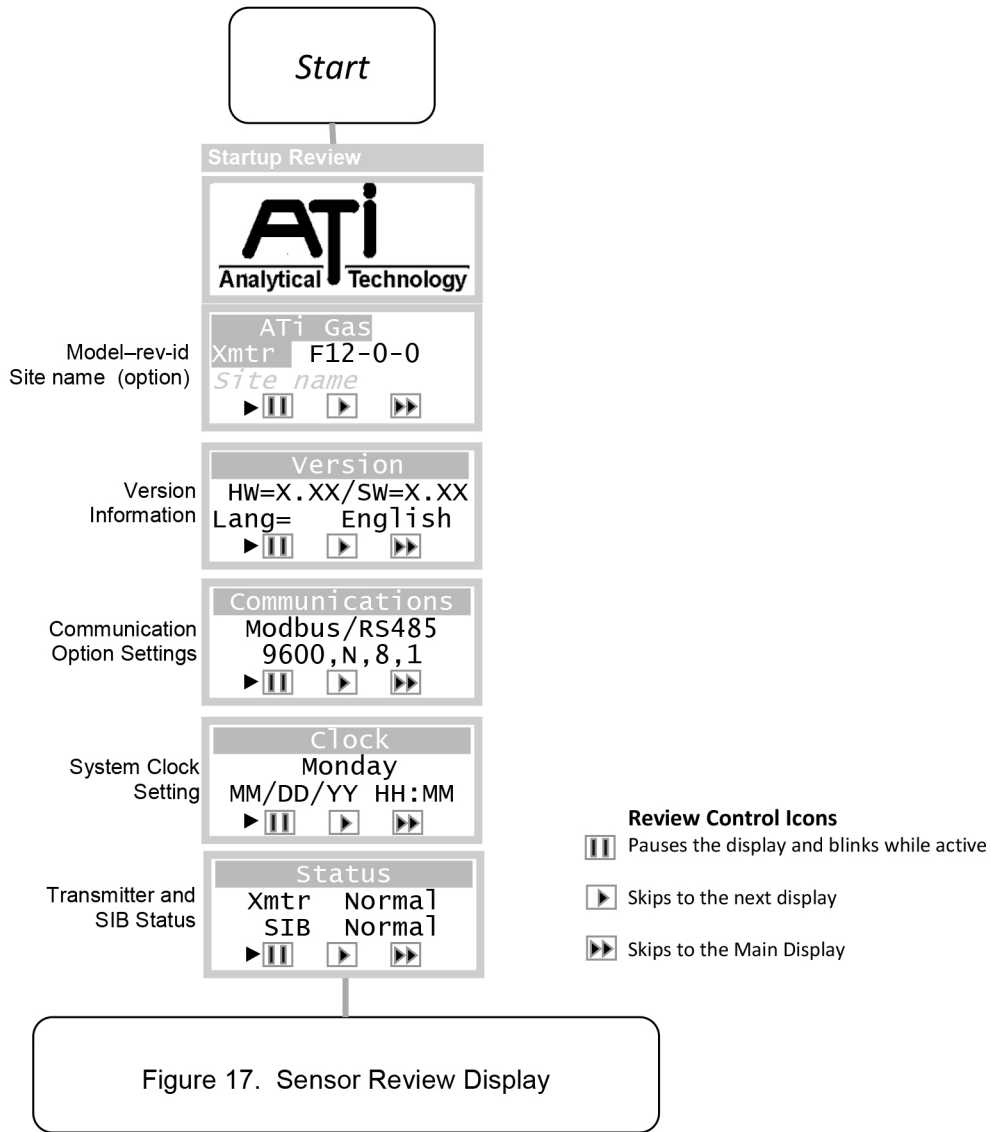 Start
Startup Review
ATi
Analytical Technology
Model–rev-id
Site name (option)
ATi Gas
Xmtr F12-0-0
Site name
Version
Information
Version
HW=X.XX/SW=X.XX
Lang= English
Communication
Option Settings
Communications
Modbus/RS485
9600,N,8,1
System Clock
Setting
Clock
Monday
MM/DD/YY HH:MM
Transmitter and
SIB Status
Status
Xmtr Normal
SIB Normal
Review Control Icons
Pauses the display and blinks while active
Skips to the next display
Skips to the Main Display
Figure 17. Sensor Review Display